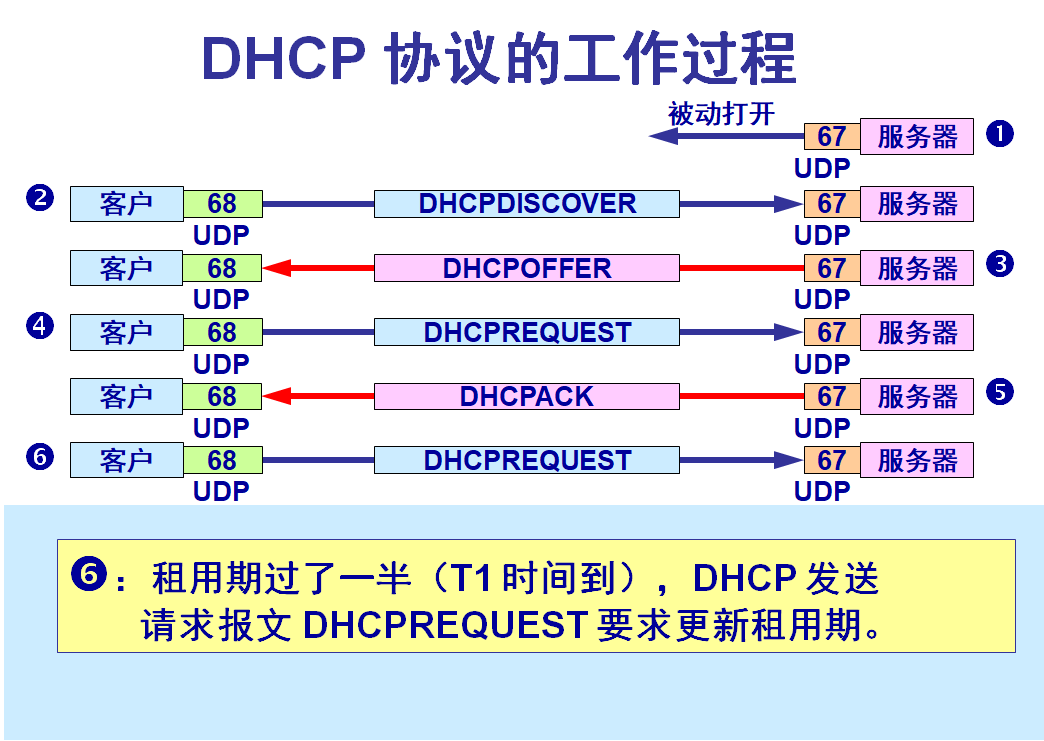 DHCP 协议的工作过程
被动打开
67 服务器 ❶
UDP
❷ 客户 68 DHCPDISCOVER 67 服务器
UDP UDP
客户 68 DHCPOFFER 67 服务器 ❸
UDP UDP
❹ 客户 68 DHCPREQUEST 67 服务器
UDP UDP
客户 68 DHCPACK 67 服务器 ❺
UDP UDP
❻ 客户 68 DHCPREQUEST 67 服务器
UDP UDP
❻：租用期过了一半（T1 时间到），DHCP 发送
请求报文 DHCPREQUEST 要求更新租用期。